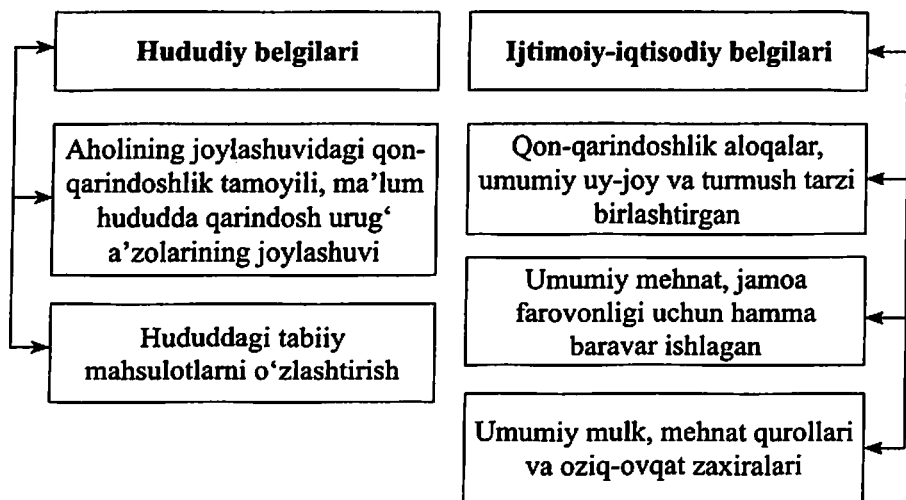 Hududiy belgilari
Aholining joylashuvidagi qon-
qarindoshlik tamoyili, ma’lum
hududda qarindosh urug‘
a’zolarining joylashuvi
Hududdagi tabiiy
mahsulotlarni o‘zlashtirish
Ijtimoiy-iqtisodiy belgilari
Qon-qarindoshlik aloqalar,
umumiy uy-joy va turmush tarzi
birlashtirgan
Umumiy mehnat, jamoa
farovonligi uchun hamma
baravar ishlagan
Umumiy mulk, mehnat qurollari
va oziq-ovqat zaxiralari